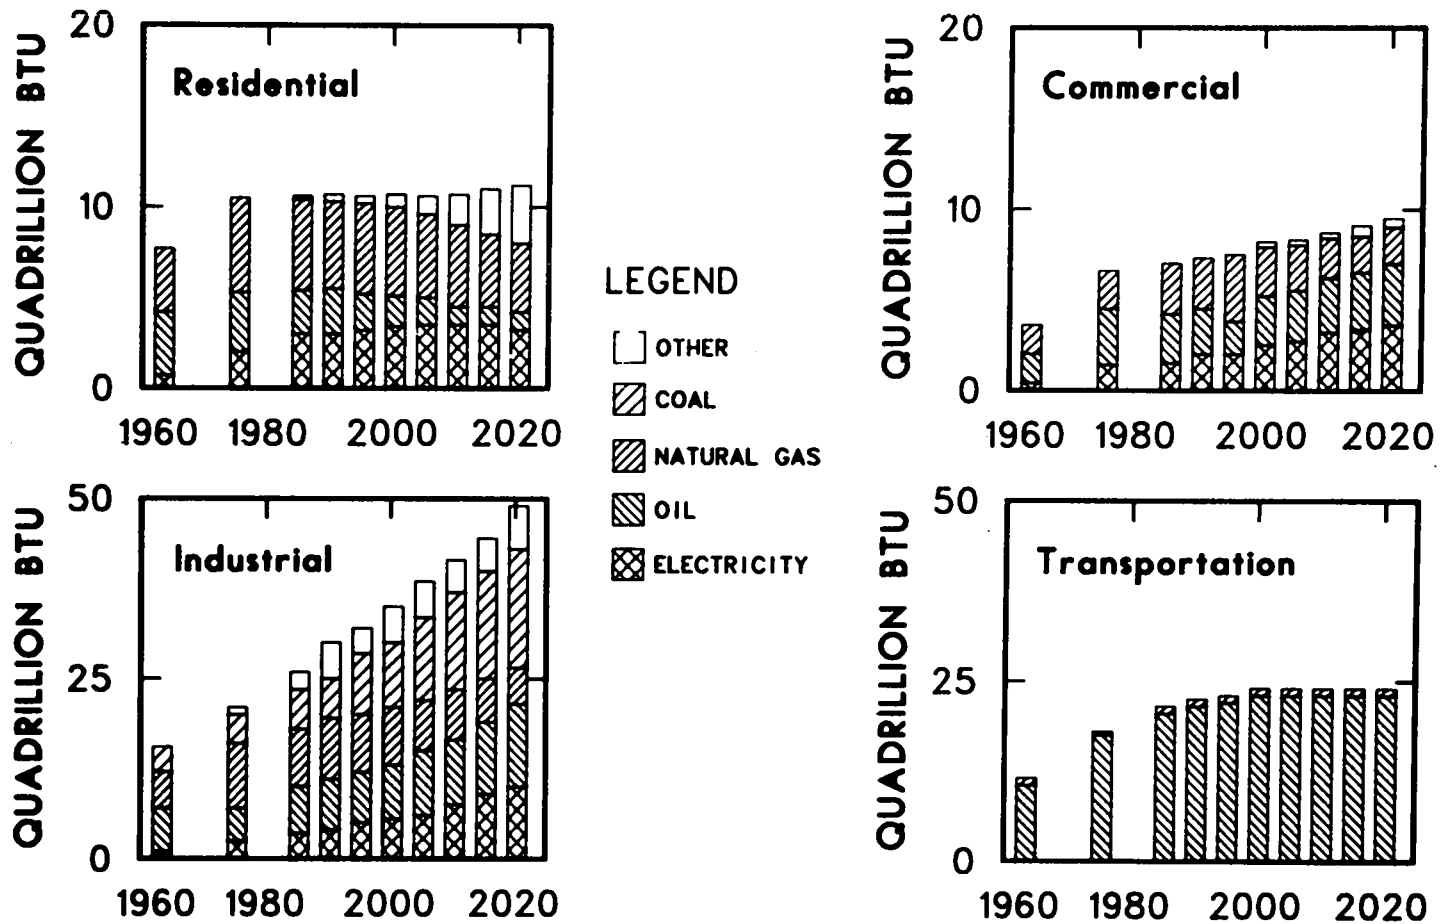 20
10
0
QUADRILLION BTU
Residential
1960 1980 2000 2020
20
10
0
QUADRILLION BTU
Commercial
1960 1980 2000 2020
LEGEND
OTHER
COAL
NATURAL GAS
OIL
ELECTRICITY
50
25
0
QUADRILLION BTU
Industrial
1960 1980 2000 2020
50
25
0
QUADRILLION BTU
Transportation
1960 1980 2000 2020